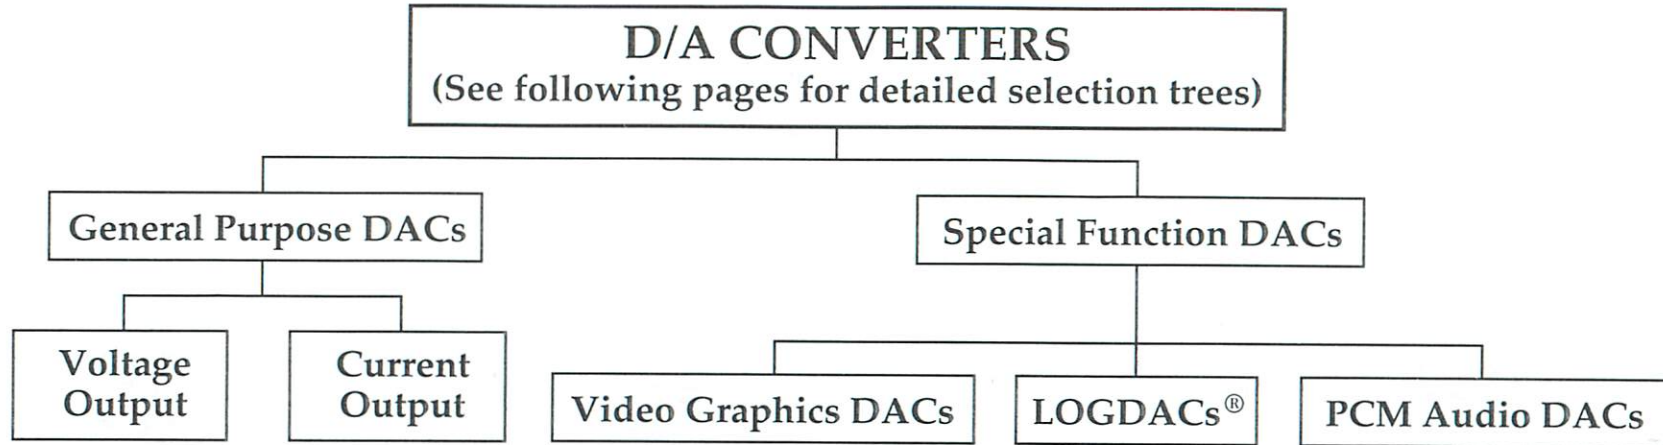 D/A CONVERTERS
(See following pages for detailed selection trees)
General Purpose DACs
Special Function DACs
Voltage
Output
Current
Output
Video Graphics DACs
LOGDACs®
PCM Audio DACs